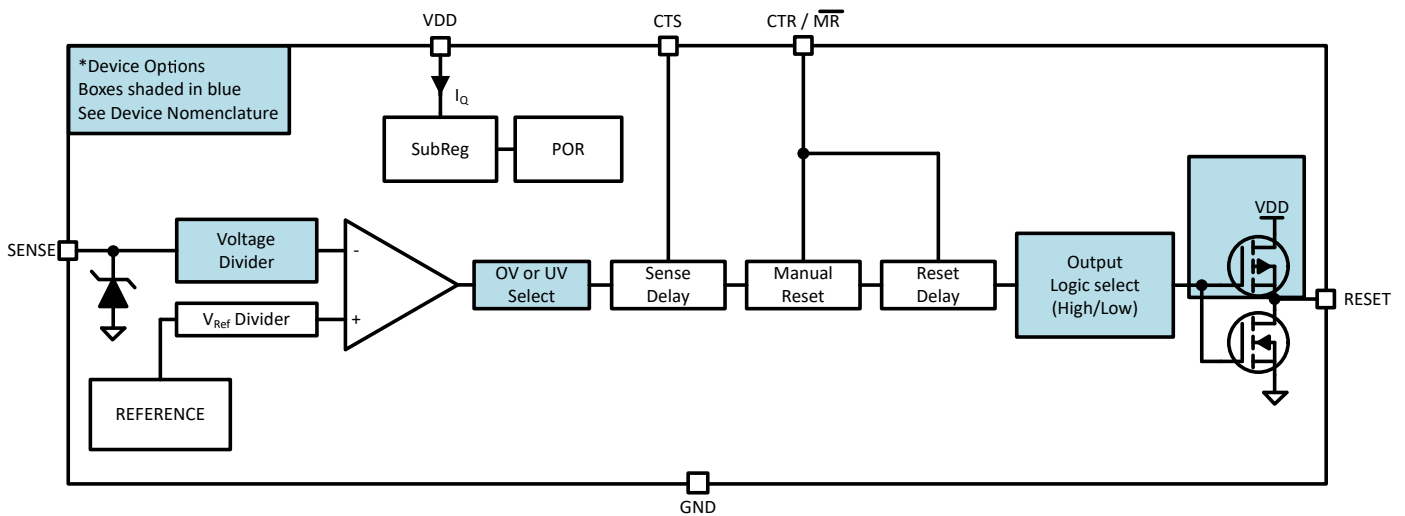 VDD
CTS
CTR / MR
*Device Options
Boxes shaded in blue
See Device Nomenclature
IQ
SubReg
POR
VDD
SENSE
Voltage
Divider
-
OV or UV
Select
Sense
Delay
Manual
Reset
Reset
Delay
Output
Logic select
(High/Low)
RESET
VRef Divider
+
REFERENCE
GND